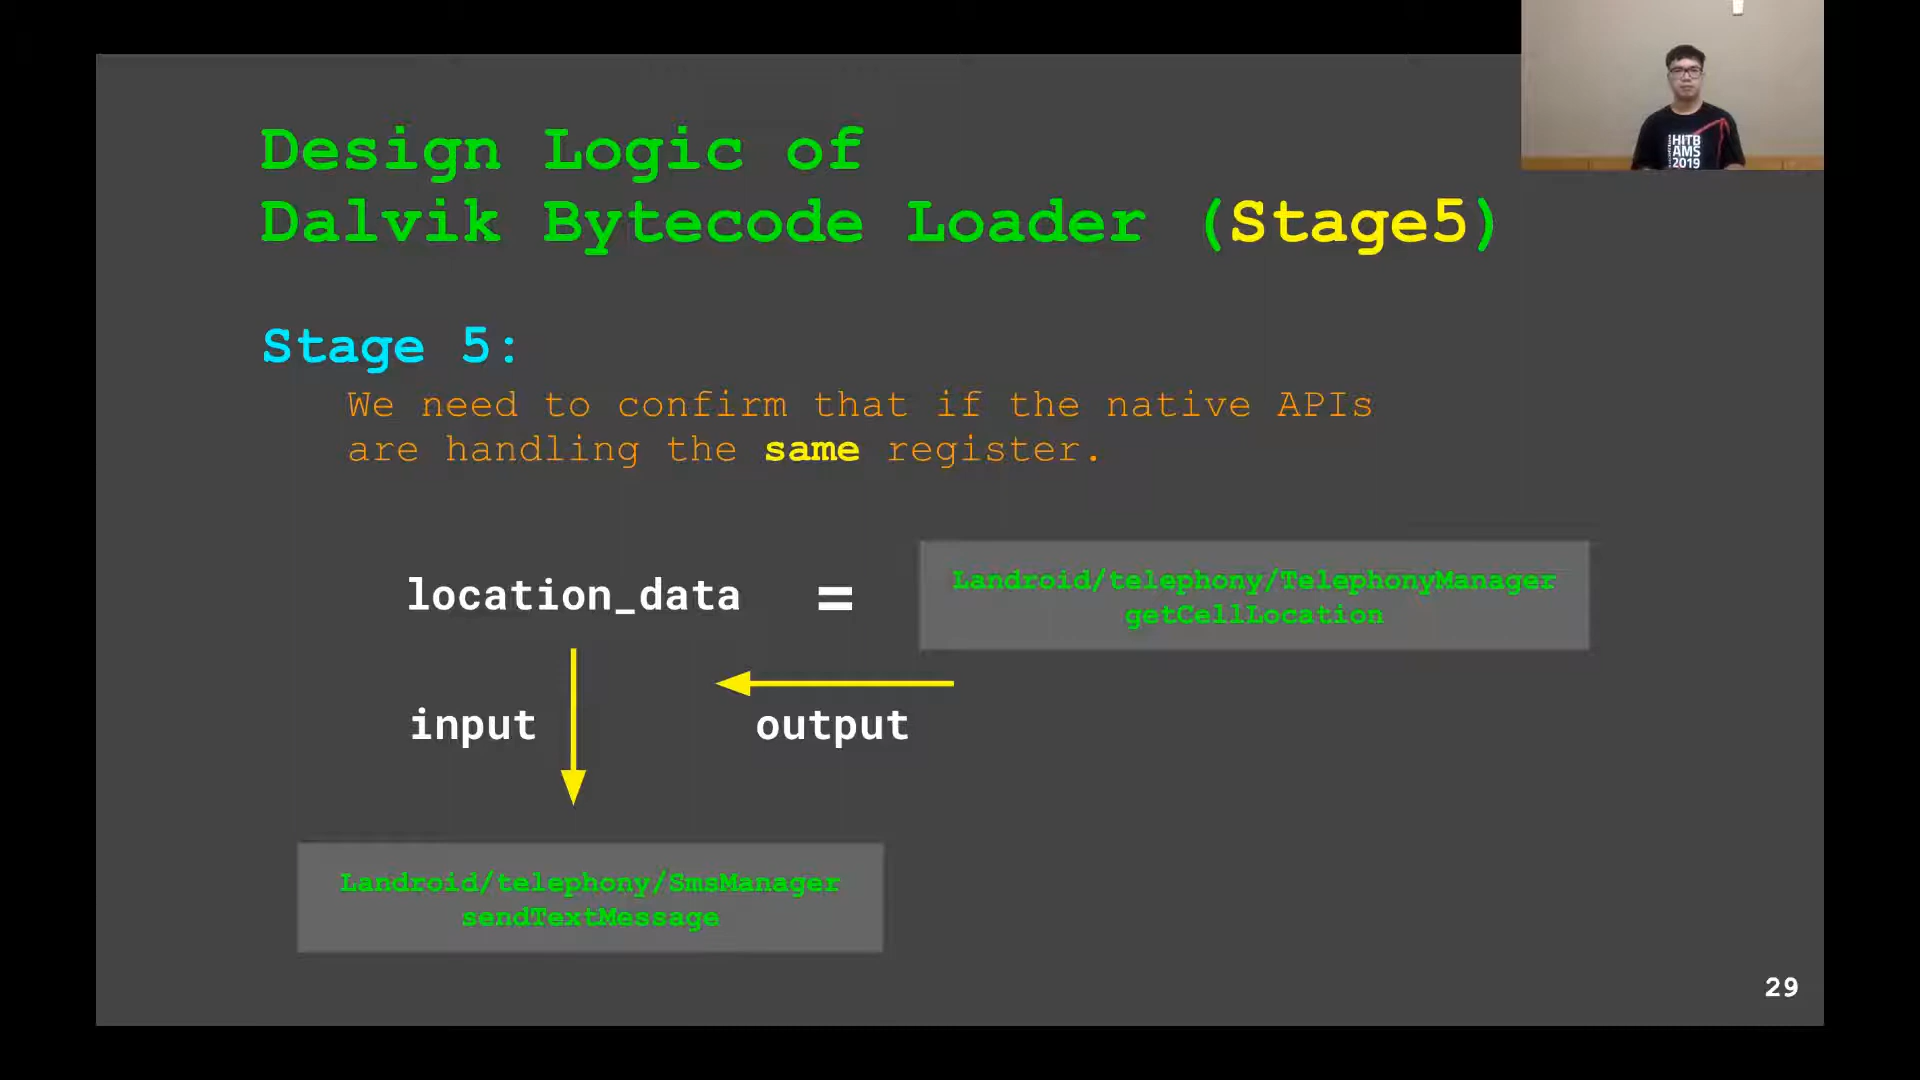 Design Logic of
Dalvik Bytecode Loader (Stage5)
HITB
AMS
2019
Stage 5:
We need to confirm that if the native APIs
are handling the same register.
location_data = Landroid/telephony/TelephonyManager
getCellLocation
input
output
Landroid/telephony/SmsManager
sendTextMessage
29